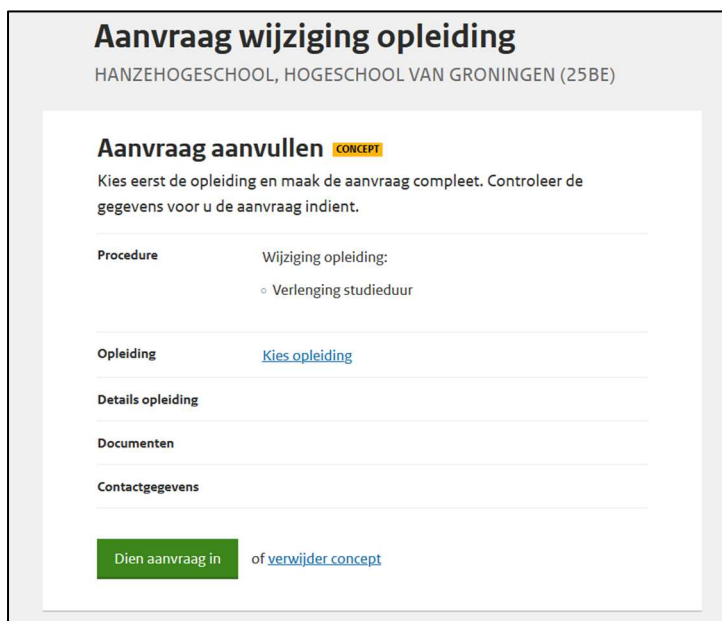 Aanvraag wijziging opleiding
HANZEHOGESCHOOL, HOGESCHOOL VAN GRONINGEN (25BE)
Aanvraag aanvullen CONCEPT
Kies eerst de opleiding en maak de aanvraag compleet. Controleer de
gegevens voor u de aanvraag indient.
Procedure Wijziging opleiding:
◦ Verlenging studieduur
Opleiding Kies opleiding
Details opleiding
Documenten
Contactgegevens
Dien aanvraag in of verwijder concept